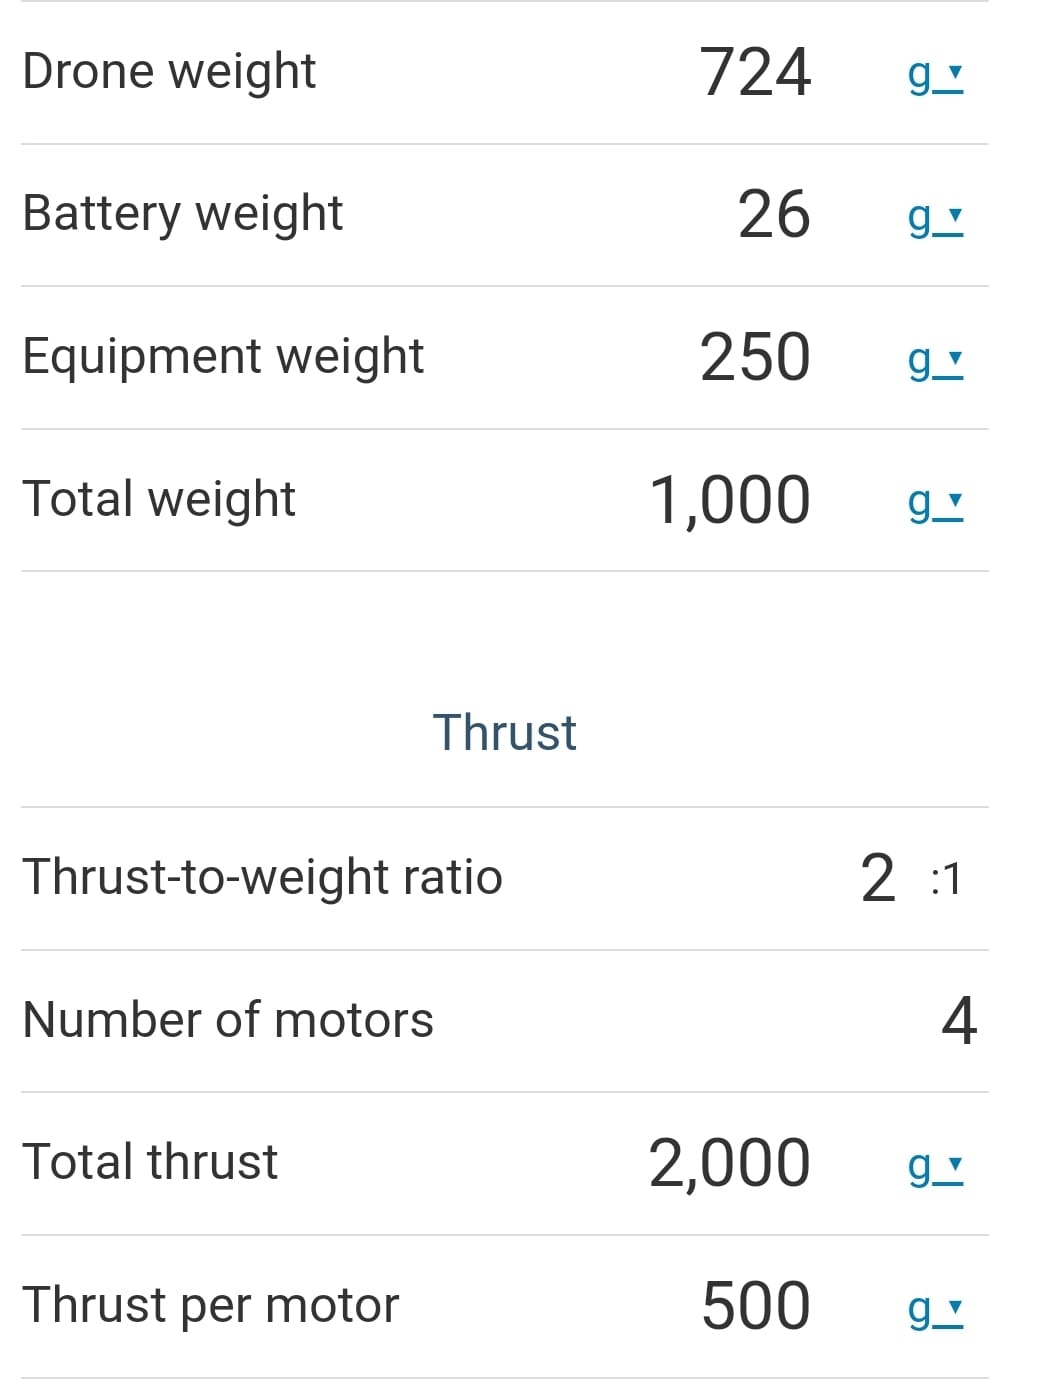 Drone weight 724 g ▾
Battery weight 26 g ▾
Equipment weight 250 g ▾
Total weight 1,000 g ▾
Thrust
Thrust-to-weight ratio 2 :1
Number of motors 4
Total thrust 2,000 g ▾
Thrust per motor 500 g ▾